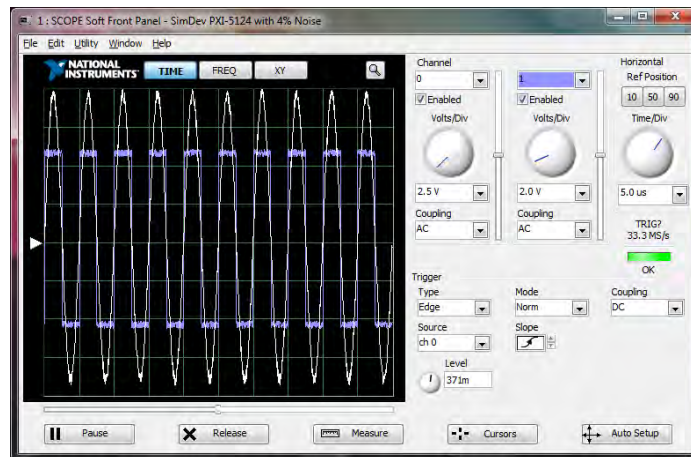 1 : SCOPE Soft Front Panel - SimDev PXI-5124 with 4% Noise
File Edit Utility Window Help
NATIONAL INSTRUMENTS
TIME FREQ XY
Channel
0
Enabled
Volts/Div
2.5 V
Coupling
AC
1
Enabled
Volts/Div
2.0 V
Coupling
AC
Horizontal
Ref Position
10 50 90
Time/Div
5.0 us
TRIG?
33.3 MS/s
OK
Trigger
Type
Edge
Mode
Norm
Coupling
DC
Source
ch 0
Slope
Level
371m
Pause Release Measure Cursors Auto Setup